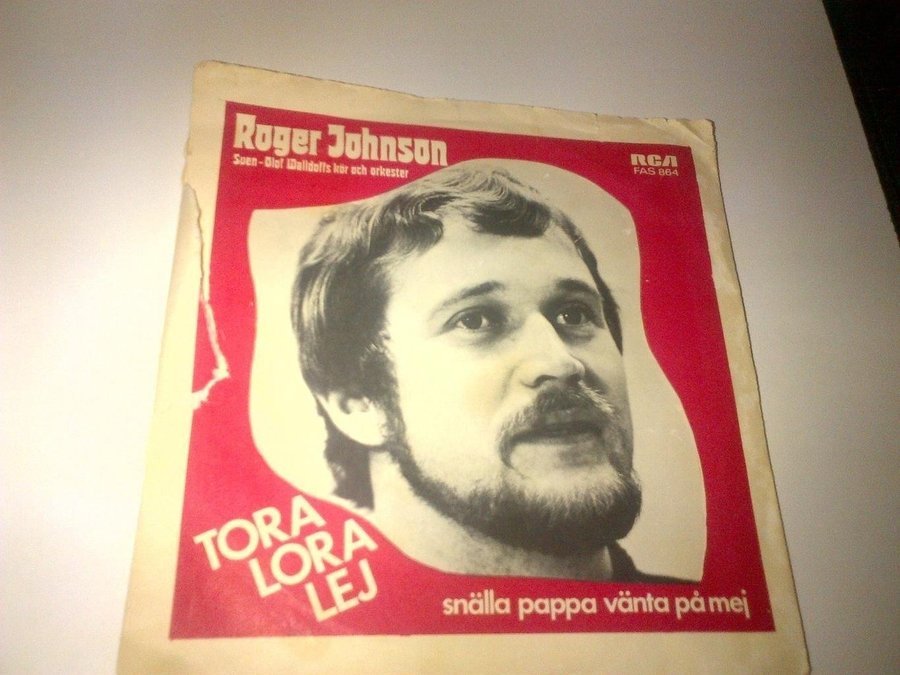 Roger Johnson
Sven-Olof Walldoffs kör och orkester
RCA
FAS 864
TORA
LORA
LEJ
snälla pappa vänta på mej